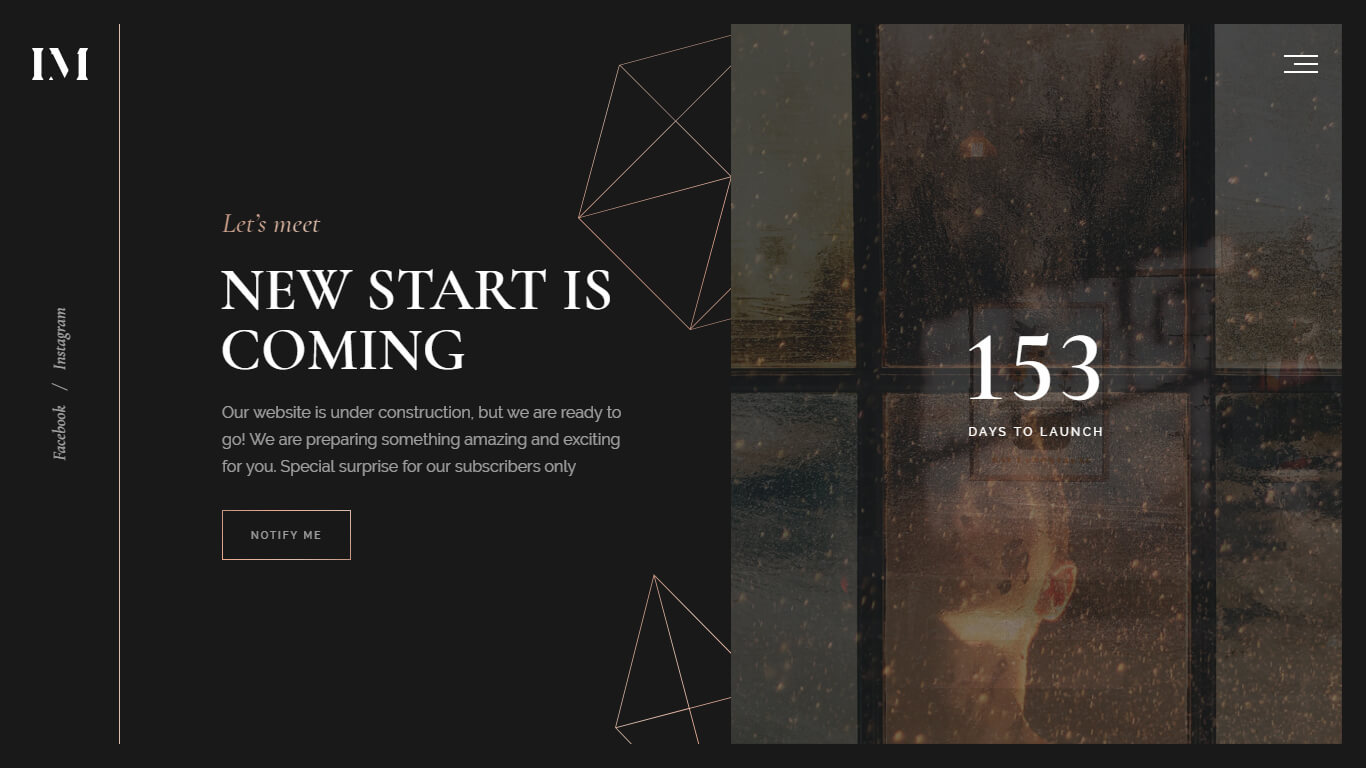 IM
Let's meet
NEW START IS
COMING
Our website is under construction, but we are ready to
go! We are preparing something amazing and exciting
for you. Special surprise for our subscribers only
NOTIFY ME
Facebook / Instagram
153
DAYS TO LAUNCH